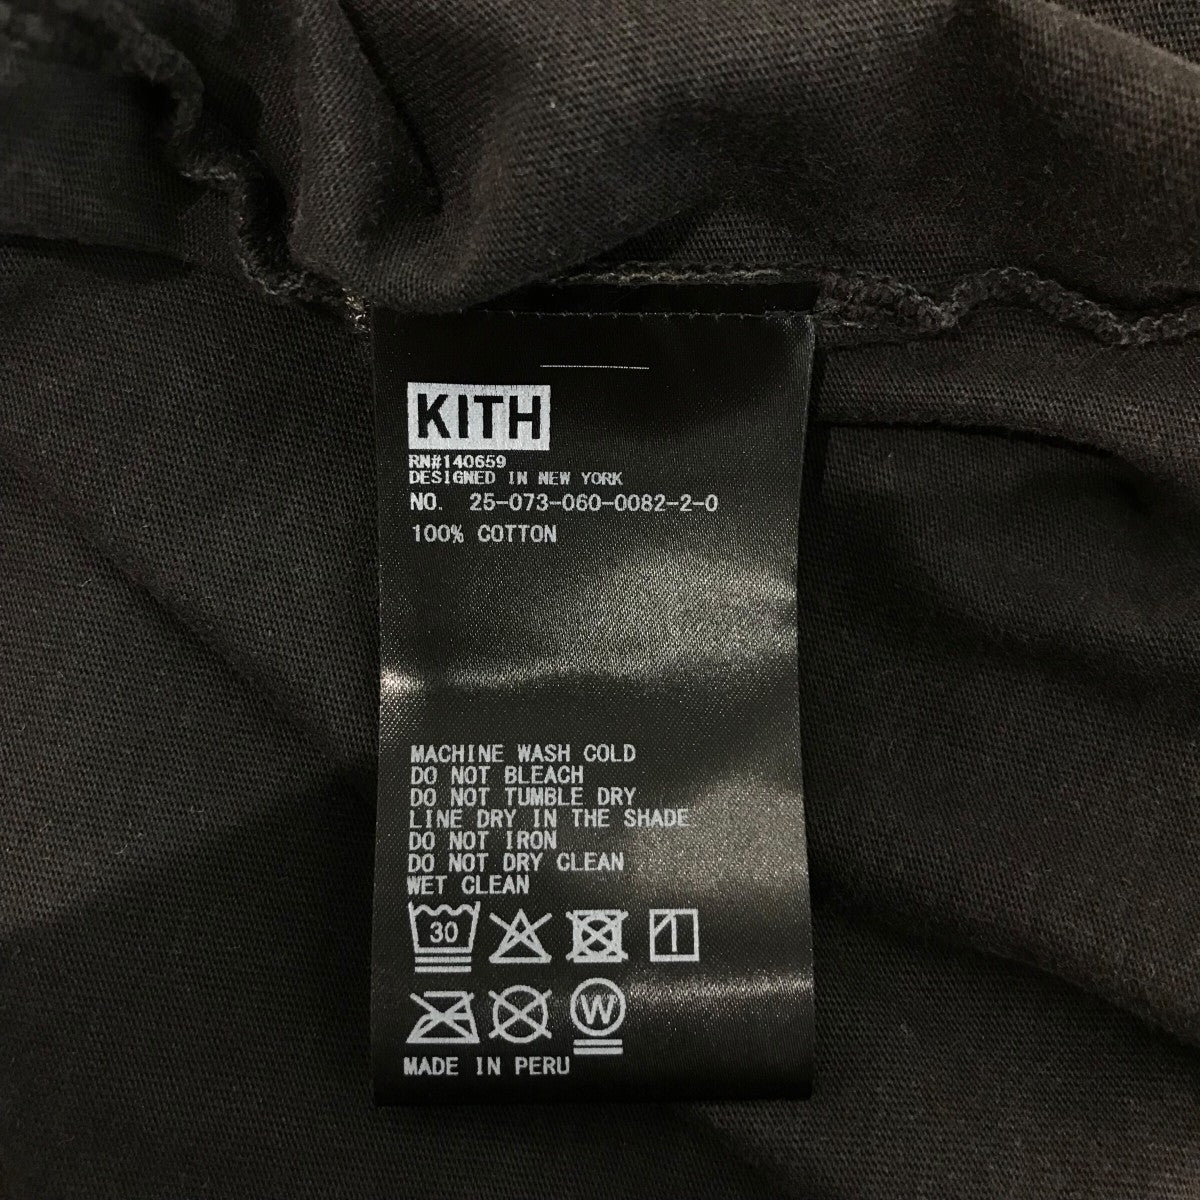 KITH
RN#140659
DESIGNED IN NEW YORK
NO. 25-073-060-0082-2-0
100% COTTON
MACHINE WASH COLD
DO NOT BLEACH
DO NOT TUMBLE DRY
LINE DRY IN THE SHADE
DO NOT IRON
DO NOT DRY CLEAN
WET CLEAN
30
W
MADE IN PERU